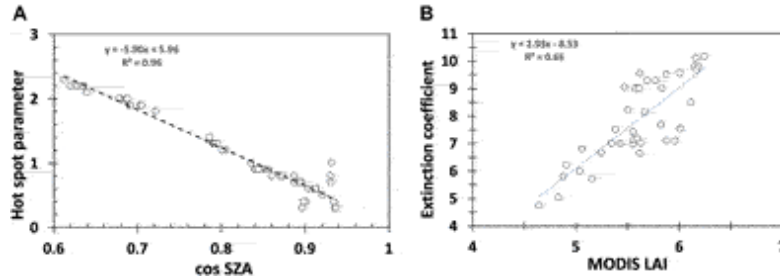 A
3
2
1
0
0.6 0.7 0.8 0.9 1
Hot spot parameter
cos SZA
y = -5.90x + 5.96
R² = 0.96
B
11
10
9
8
7
6
5
4
4 5 6 7
Extinction coefficient
MODIS LAI
y = 2.93x - 8.53
R² = 0.65